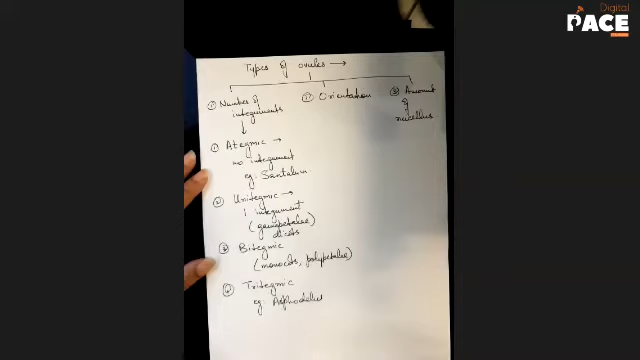 Digital
PACE
Types of ovules →
① Number of integuments
② Orientation
③ Amount of nucellus
① Ategmic →
no integument
eg: Santalum
② Unitegmic →
1 integument
(gamopetalae)
dicots
③ Bitegmic
(monocots, polypetalae)
④ Tritegmic
eg: Asphodelus